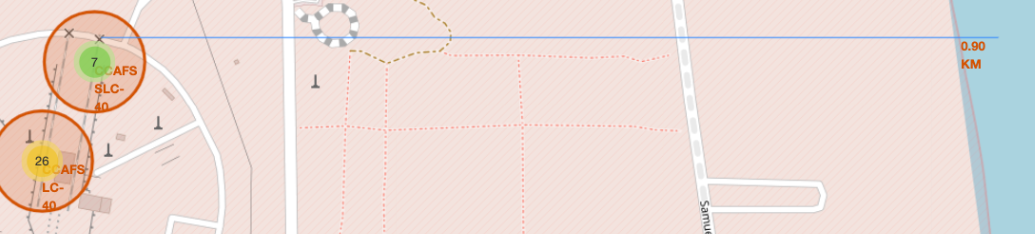 7
CCAFS
SLC-
40
26
CCAFS
LC-
40
0.90
KM
Samue